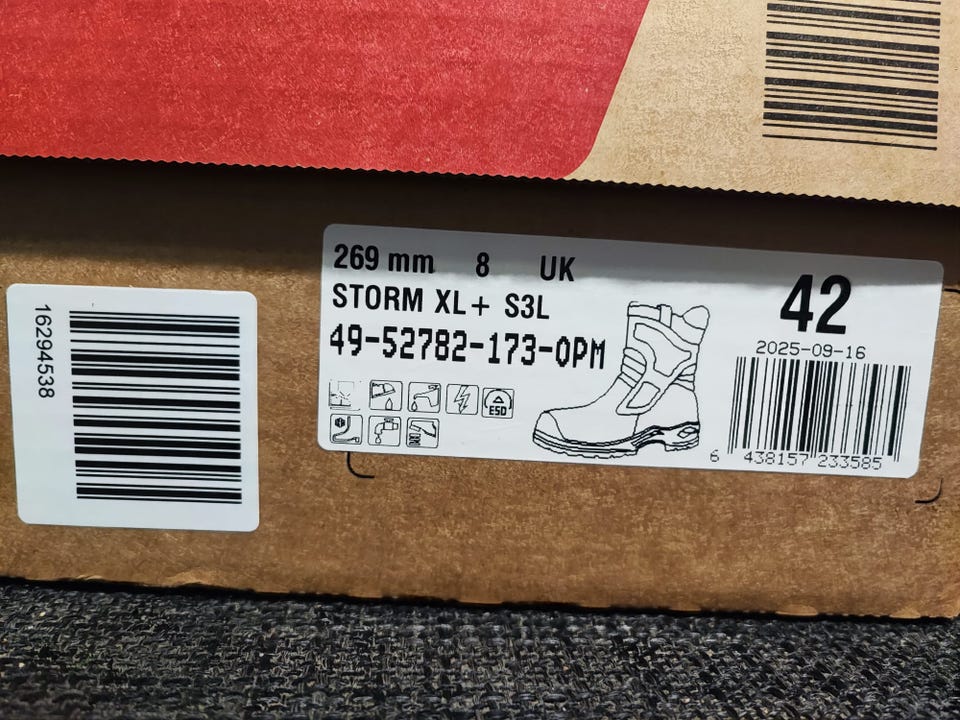 269 mm 8 UK
STORM XL+ S3L
49-52782-173-0PM
ESD
42
2025-09-16
6 438157 233585
16294538